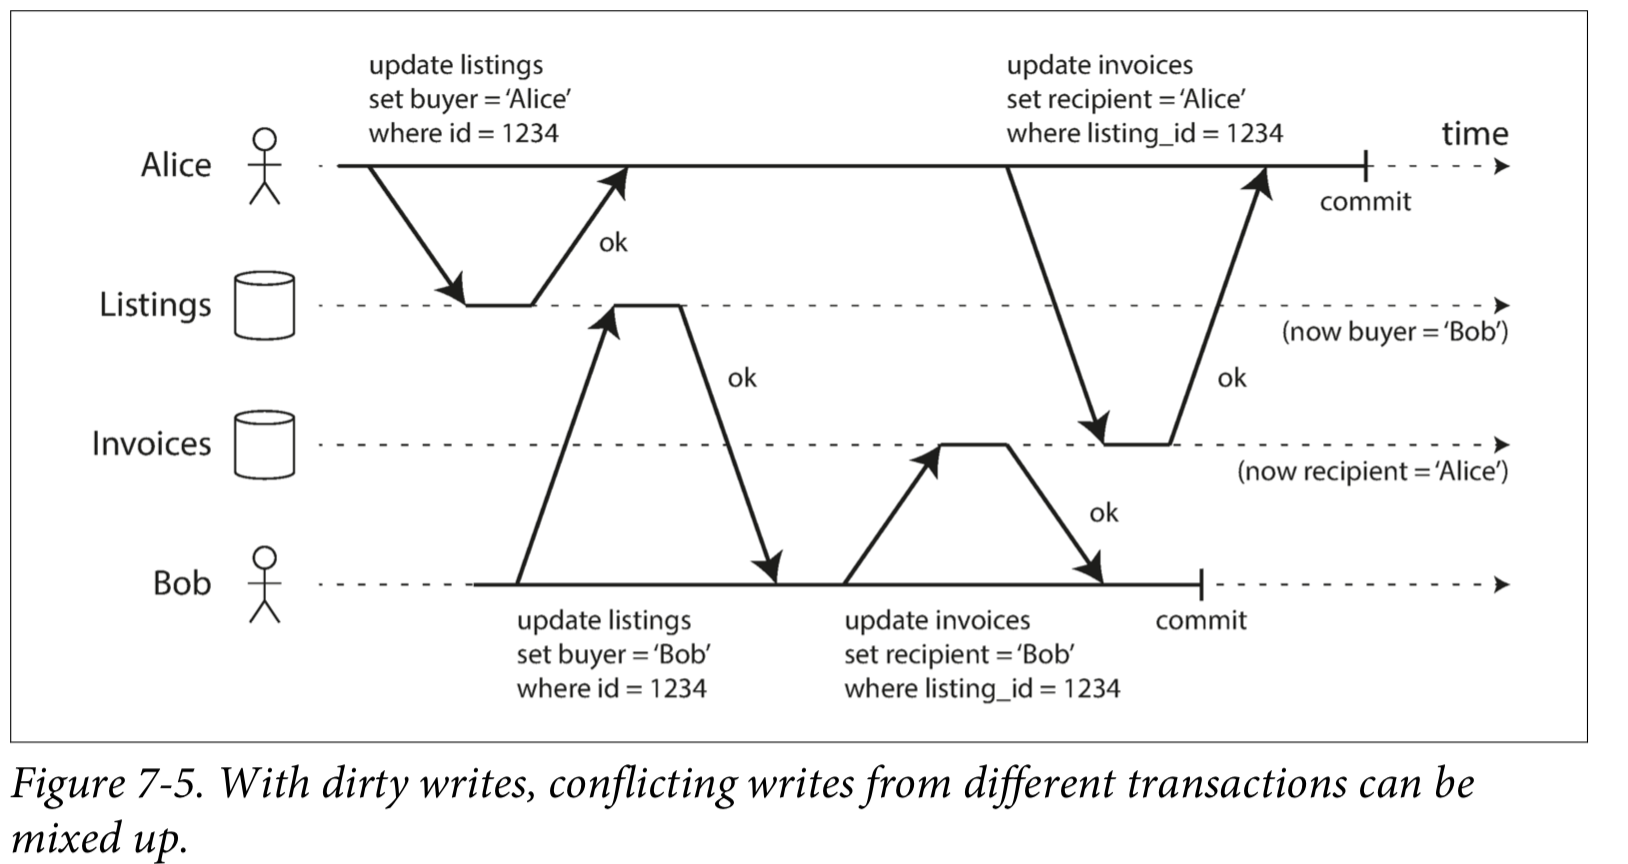 update listings
set buyer = ‘Alice’
where id = 1234
update invoices
set recipient = ‘Alice’
where listing_id = 1234
time
Alice
commit
ok
Listings
(now buyer = ‘Bob’)
ok
ok
Invoices
(now recipient = ‘Alice’)
ok
Bob
update listings
set buyer = ‘Bob’
where id = 1234
update invoices
set recipient = ‘Bob’
where listing_id = 1234
commit
Figure 7-5. With dirty writes, conflicting writes from different transactions can be
mixed up.